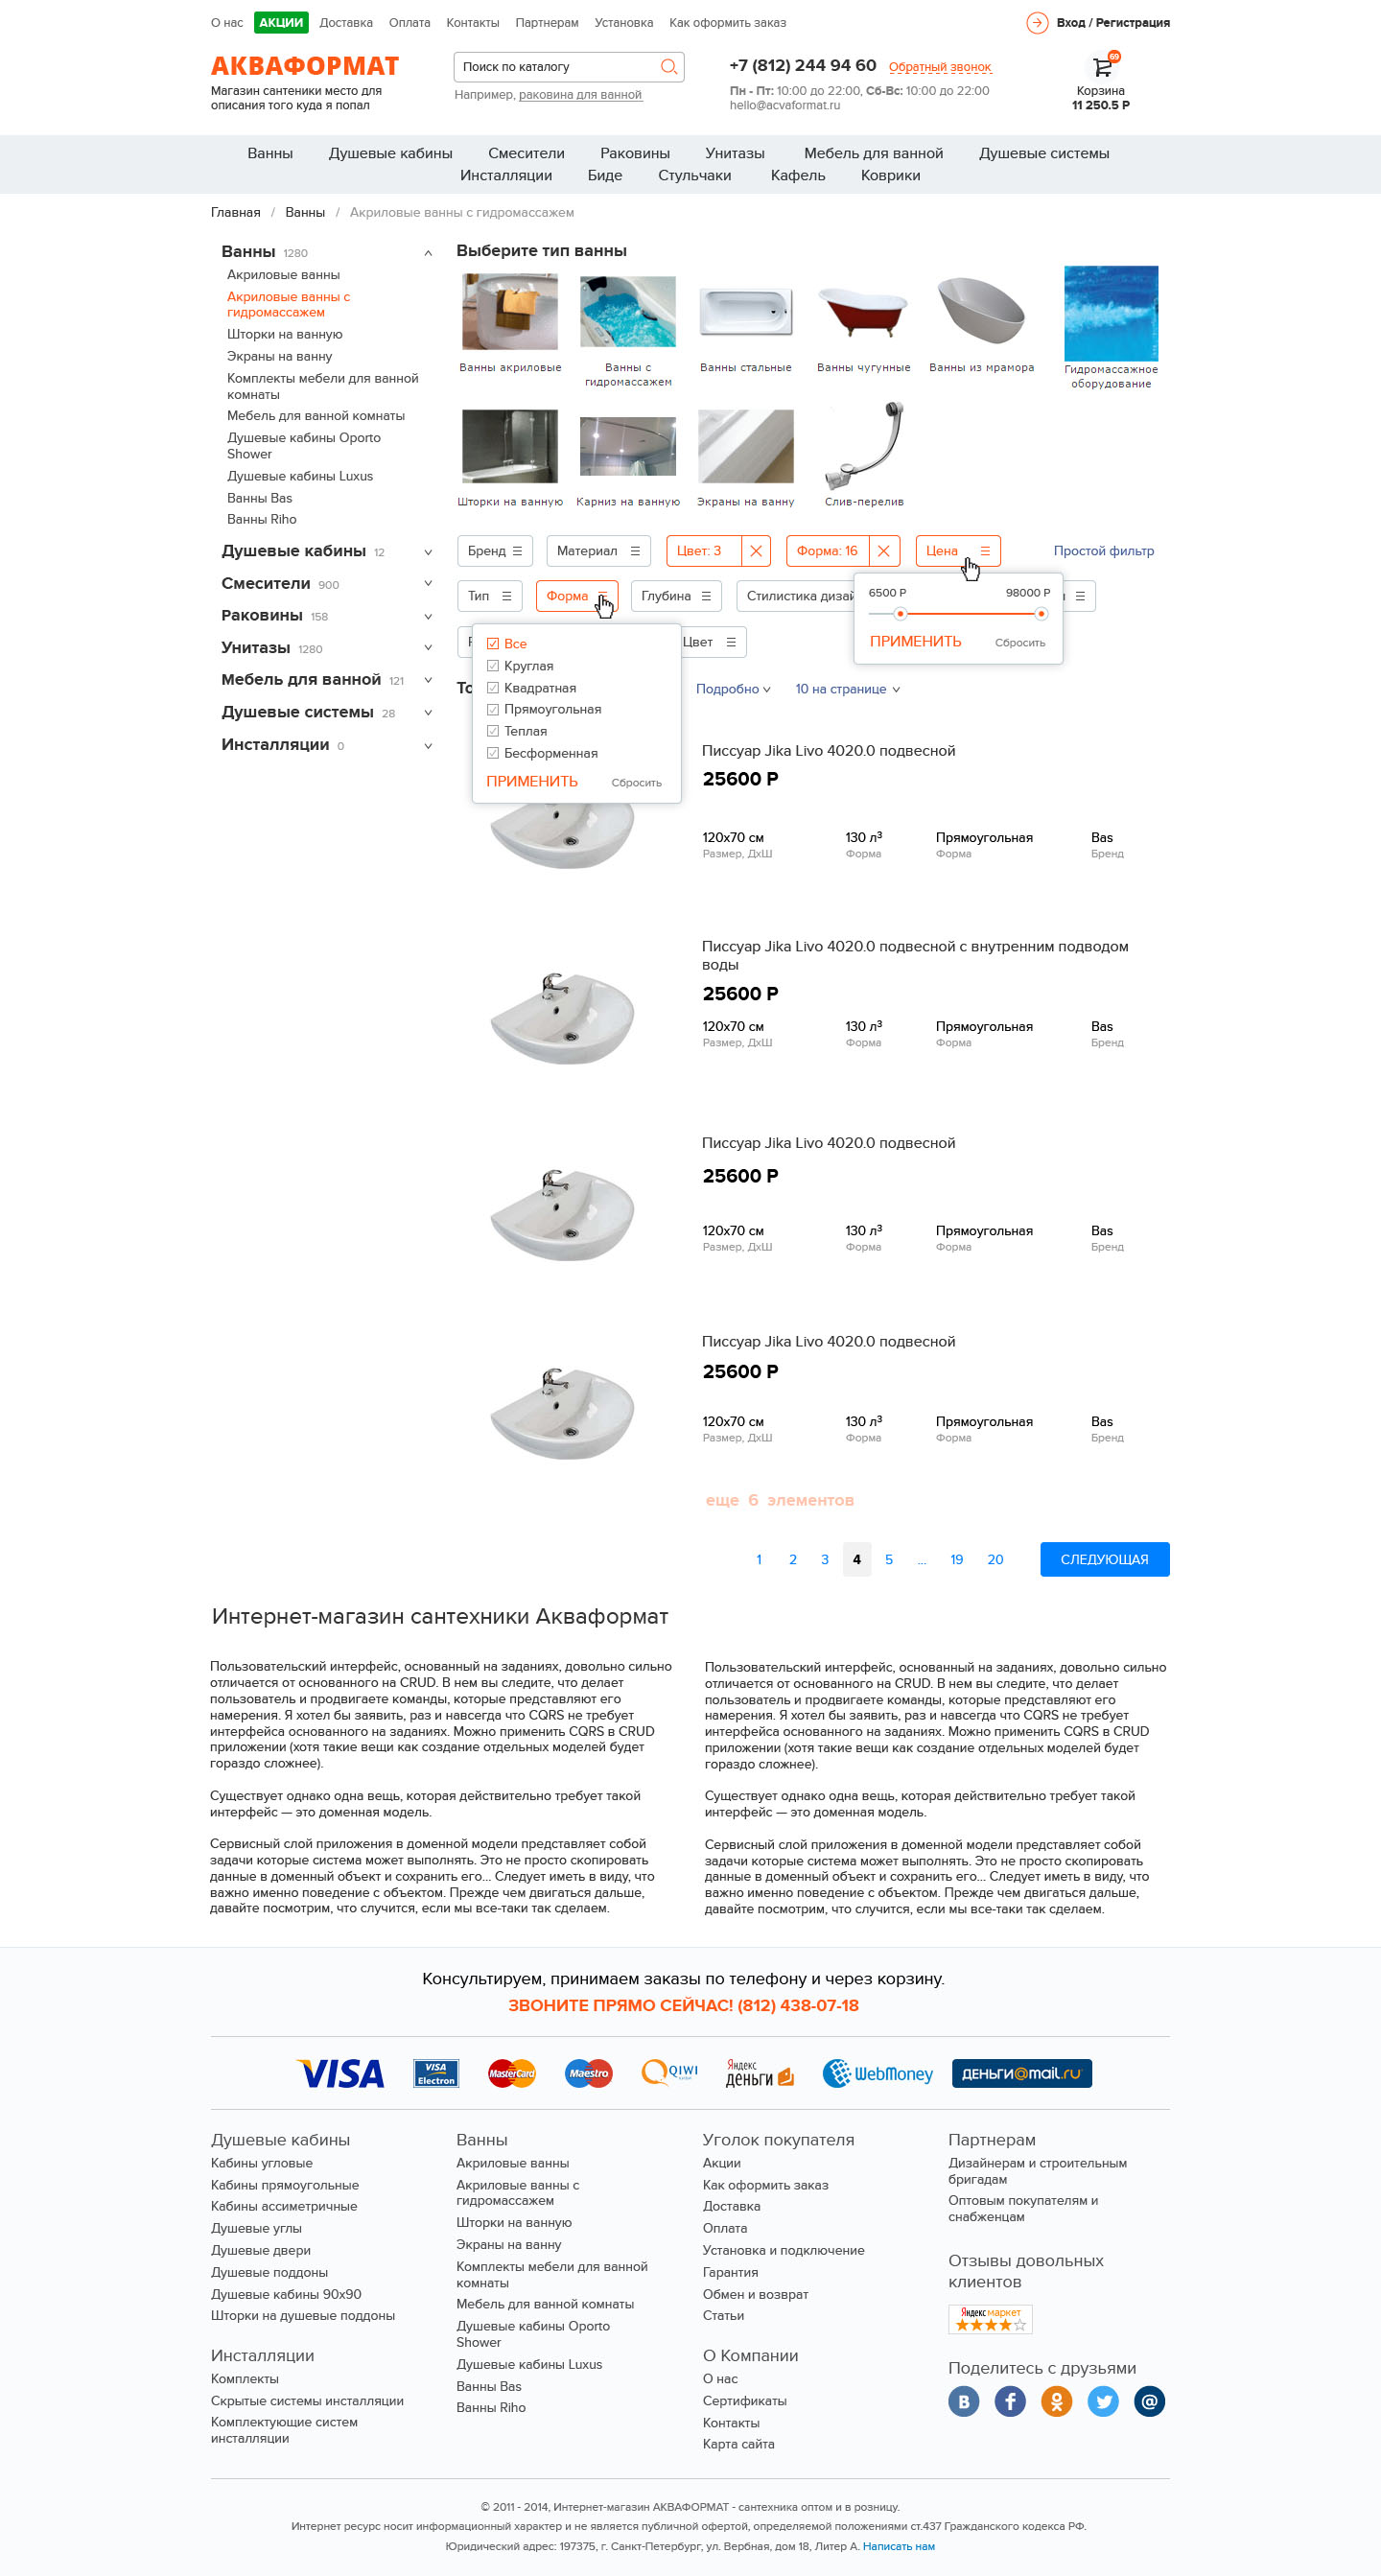 О нас АКЦИИ Доставка Оплата Контакты Партнерам Установка Как оформить заказ Вход / Регистрация
АКВАФОРМАТ
Магазин сантеники место для
описания того куда я попал
Поиск по каталогу
Например, раковина для ванной
+7 (812) 244 94 60 Обратный звонок
Пн - Пт: 10:00 до 22:00, Сб-Вс: 10:00 до 22:00
hello@acvaformat.ru
69
Корзина
11 250.5 Р
Ванны Душевые кабины Смесители Раковины Унитазы Мебель для ванной Душевые системы
Инсталляции Биде Стульчаки Кафель Коврики
Главная / Ванны / Акриловые ванны с гидромассажем
Ванны 1280
Акриловые ванны
Акриловые ванны с
гидромассажем
Шторки на ванную
Экраны на ванну
Комплекты мебели для ванной
комнаты
Мебель для ванной комнаты
Душевые кабины Oporto
Shower
Душевые кабины Luxus
Ванны Bas
Ванны Riho
Душевые кабины 12
Смесители 900
Раковины 158
Унитазы 1280
Мебель для ванной 121
Душевые системы 28
Инсталляции 0
Выберите тип ванны
Ванны акриловые
Ванны с
гидромассажем
Ванны стальные
Ванны чугунные
Ванны из мрамора
Гидромассажное
оборудование
Шторки на ванную
Карниз на ванную
Экраны на ванну
Слив-перелив
Бренд Материал Цвет: 3 Форма: 16 Цена Простой фильтр
Тип Форма Глубина Стилистика дизай
6500 Р 98000 Р
ПРИМЕНИТЬ Сбросить
Цвет
Все
Круглая
Квадратная
Прямоугольная
Теплая
Бесформенная
ПРИМЕНИТЬ Сбросить
То Подробно 10 на странице
Писсуар Jika Livo 4020.0 подвесной
25600 Р
120x70 см 130 л³ Прямоугольная Bas
Размер, ДхШ Форма Форма Бренд
Писсуар Jika Livo 4020.0 подвесной с внутренним подводом
воды
25600 Р
120x70 см 130 л³ Прямоугольная Bas
Размер, ДхШ Форма Форма Бренд
Писсуар Jika Livo 4020.0 подвесной
25600 Р
120x70 см 130 л³ Прямоугольная Bas
Размер, ДхШ Форма Форма Бренд
Писсуар Jika Livo 4020.0 подвесной
25600 Р
120x70 см 130 л³ Прямоугольная Bas
Размер, ДхШ Форма Форма Бренд
еще 6 элементов
1 2 3 4 5 ... 19 20 СЛЕДУЮЩАЯ
Интернет-магазин сантехники Акваформат
Пользовательский интерфейс, основанный на заданиях, довольно сильно
отличается от основанного на CRUD. В нем вы следите, что делает
пользователь и продвигаете команды, которые представляют его
намерения. Я хотел бы заявить, раз и навсегда что CQRS не требует
интерфейса основанного на заданиях. Можно применить CQRS в CRUD
приложении (хотя такие вещи как создание отдельных моделей будет
гораздо сложнее).
Существует однако одна вещь, которая действительно требует такой
интерфейс — это доменная модель.
Сервисный слой приложения в доменной модели представляет собой
задачи которые система может выполнять. Это не просто скопировать
данные в доменный объект и сохранить его... Следует иметь в виду, что
важно именно поведение с объектом. Прежде чем двигаться дальше,
давайте посмотрим, что случится, если мы все-таки так сделаем.
Пользовательский интерфейс, основанный на заданиях, довольно сильно
отличается от основанного на CRUD. В нем вы следите, что делает
пользователь и продвигаете команды, которые представляют его
намерения. Я хотел бы заявить, раз и навсегда что CQRS не требует
интерфейса основанного на заданиях. Можно применить CQRS в CRUD
приложении (хотя такие вещи как создание отдельных моделей будет
гораздо сложнее).
Существует однако одна вещь, которая действительно требует такой
интерфейс — это доменная модель.
Сервисный слой приложения в доменной модели представляет собой
задачи которые система может выполнять. Это не просто скопировать
данные в доменный объект и сохранить его... Следует иметь в виду, что
важно именно поведение с объектом. Прежде чем двигаться дальше,
давайте посмотрим, что случится, если мы все-таки так сделаем.
Консультируем, принимаем заказы по телефону и через корзину.
ЗВОНИТЕ ПРЯМО СЕЙЧАС! (812) 438-07-18
VISA VISA Electron MasterCard Maestro QIWI Яндекс деньги WebMoney ДЕНЬГИ@mail.ru
Душевые кабины
Кабины угловые
Кабины прямоугольные
Кабины ассиметричные
Душевые углы
Душевые двери
Душевые поддоны
Душевые кабины 90x90
Шторки на душевые поддоны
Инсталляции
Комплекты
Скрытые системы инсталляции
Комплектующие систем
инсталляции
Ванны
Акриловые ванны
Акриловые ванны с
гидромассажем
Шторки на ванную
Экраны на ванну
Комплекты мебели для ванной
комнаты
Мебель для ванной комнаты
Душевые кабины Oporto
Shower
Душевые кабины Luxus
Ванны Bas
Ванны Riho
Уголок покупателя
Акции
Как оформить заказ
Доставка
Оплата
Установка и подключение
Гарантия
Обмен и возврат
Статьи
О Компании
О нас
Сертификаты
Контакты
Карта сайта
Партнерам
Дизайнерам и строительным
бригадам
Оптовым покупателям и
снабженцам
Отзывы довольных
клиентов
Яндекс маркет
Поделитесь с друзьями
© 2011 - 2014, Интернет-магазин АКВАФОРМАТ - сантехника оптом и в розницу.
Интернет ресурс носит информационный характер и не является публичной офертой, определяемой положениями ст.437 Гражданского кодекса РФ.
Юридический адрес: 197375, г. Санкт-Петербург, ул. Вербная, дом 18, Литер А. Написать нам